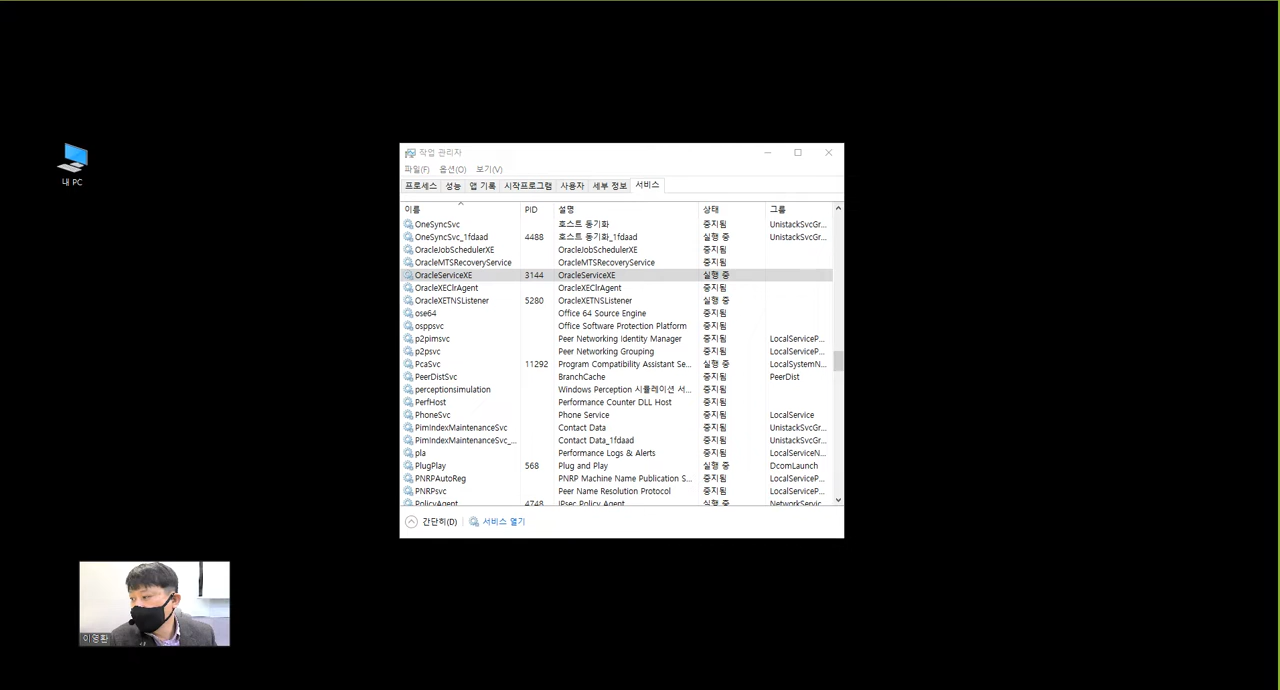 내 PC
작업 관리자
파일(F) 옵션(O) 보기(V)
프로세스 성능 앱 기록 시작프로그램 사용자 세부 정보 서비스
이름 PID 설명 상태 그룹
OneSyncSvc 호스트 동기화 중지됨 UnistackSvcGr...
OneSyncSvc_1fdaad 4488 호스트 동기화_1fdaad 실행 중 UnistackSvcGr...
OracleJobSchedulerXE OracleJobSchedulerXE 중지됨
OracleMTSRecoveryService OracleMTSRecoveryService 중지됨
OracleServiceXE 3144 OracleServiceXE 실행 중
OracleXEClrAgent OracleXEClrAgent 중지됨
OracleXETNSListener 5280 OracleXETNSListener 실행 중
ose64 Office 64 Source Engine 중지됨
osppsvc Office Software Protection Platform 중지됨
p2pimsvc Peer Networking Identity Manager 중지됨 LocalServiceP...
p2psvc Peer Networking Grouping 중지됨 LocalServiceP...
PcaSvc 11292 Program Compatibility Assistant Se... 실행 중 LocalSystemN...
PeerDistSvc BranchCache 중지됨 PeerDist
perceptionsimulation Windows Perception 시뮬레이션 서... 중지됨
PerfHost Performance Counter DLL Host 중지됨
PhoneSvc Phone Service 중지됨 LocalService
PimIndexMaintenanceSvc Contact Data 중지됨 UnistackSvcGr...
PimIndexMaintenanceSvc_... Contact Data_1fdaad 중지됨 UnistackSvcGr...
pla Performance Logs & Alerts 중지됨 LocalServiceN...
PlugPlay 568 Plug and Play 실행 중 DcomLaunch
PNRPAutoReg PNRP Machine Name Publication S... 중지됨 LocalServiceP...
PNRPsvc Peer Name Resolution Protocol 중지됨 LocalServiceP...
PolicyAgent 4748 IPsec Policy Agent 실행 중 NetworkServic...
간단히(D) 서비스 열기
이영환